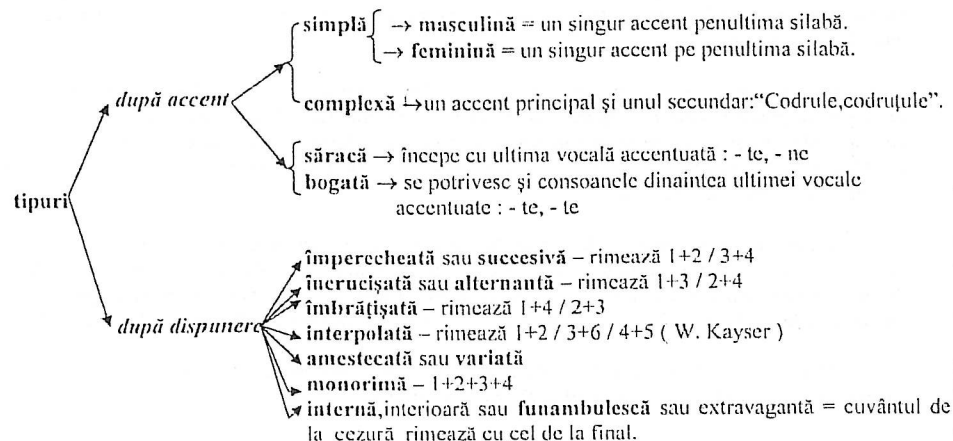 simplă → masculină = un singur accent penultima silabă.
→ feminină = un singur accent pe penultima silabă.
după accent
complexă ↳un accent principal şi unul secundar:“Codrule,codruţule”.
săracă → începe cu ultima vocală accentuată : - te, - ne
bogată → se potrivesc şi consoanele dinaintea ultimei vocale
accentuate : - te, - te
tipuri
împerecheată sau succesivă – rimează 1+2 / 3+4
încrucişată sau alternantă – rimează 1+3 / 2+4
îmbrăţişată – rimează 1+4 / 2+3
după dispunere
interpolată – rimează 1+2 / 3+6 / 4+5 ( W. Kayser )
amestecată sau variată
monorimă – 1+2+3+4
internă,interioară sau funambulescă sau extravagantă = cuvântul de
la cezură rimează cu cel de la final.